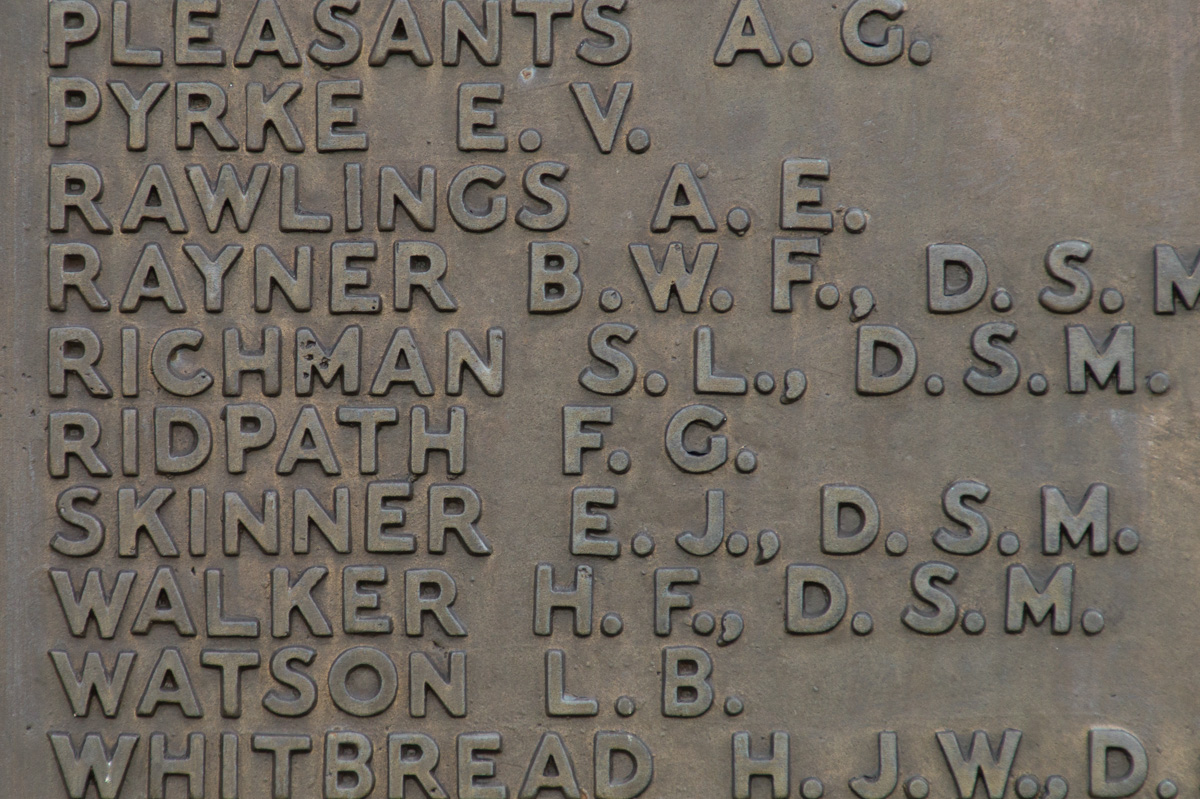 PLEASANTS A. G.
PYRKE E. V.
RAWLINGS A. E.
RAYNER B. W. F., D. S. M
RICHMAN S. L., D. S. M.
RIDPATH F. G.
SKINNER E. J., D. S. M.
WALKER H. F., D. S. M.
WATSON L. B.
WHITBREAD H. J. W., D.